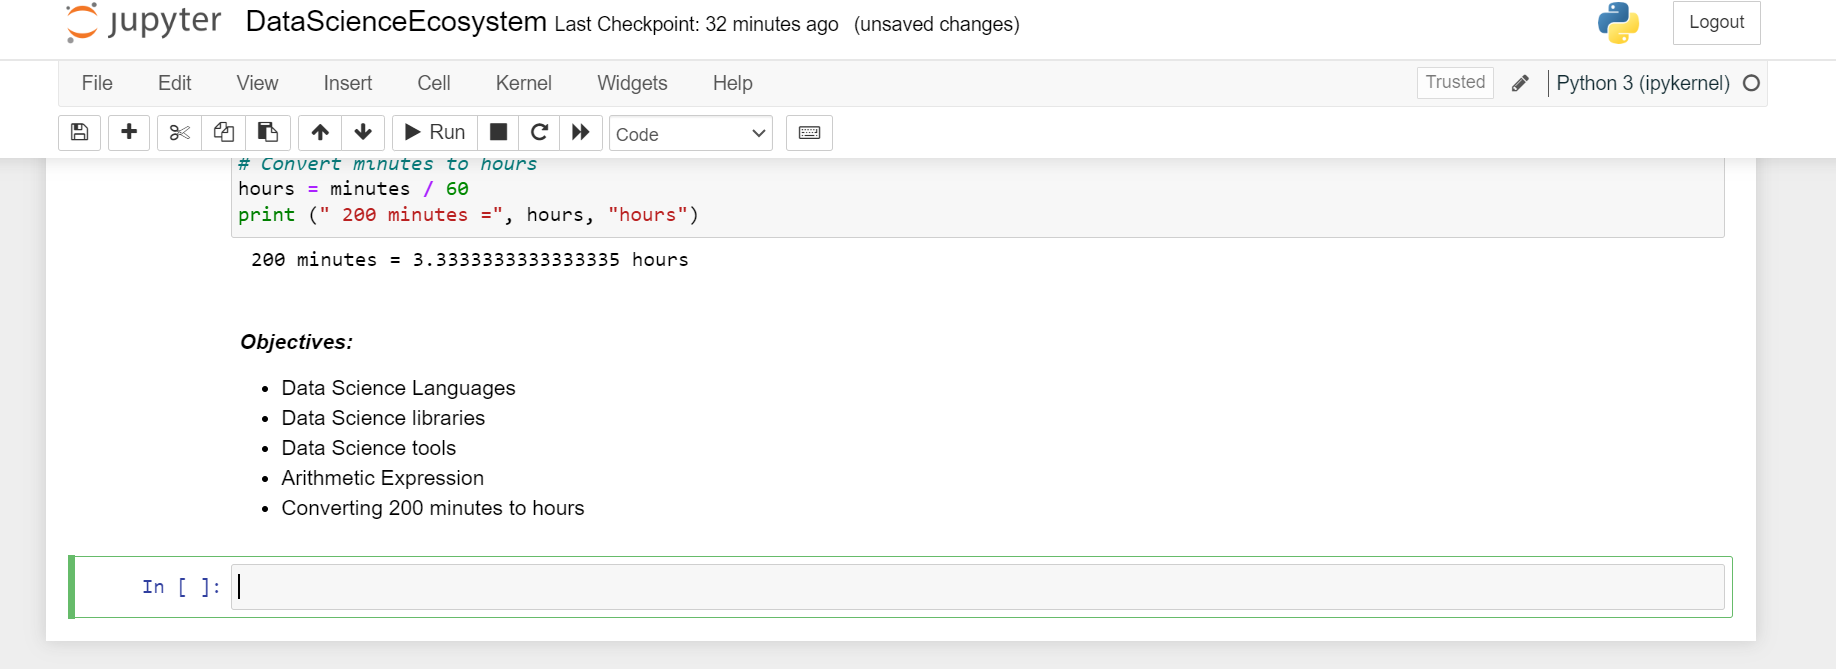 jupyter DataScienceEcosystem Last Checkpoint: 32 minutes ago (unsaved changes) Logout
File Edit View Insert Cell Kernel Widgets Help Trusted Python 3 (ipykernel)
Run Code
# Convert minutes to hours
hours = minutes / 60
print (" 200 minutes =", hours, "hours")
200 minutes = 3.3333333333333335 hours
Objectives:
• Data Science Languages
• Data Science libraries
• Data Science tools
• Arithmetic Expression
• Converting 200 minutes to hours
In [ ]: